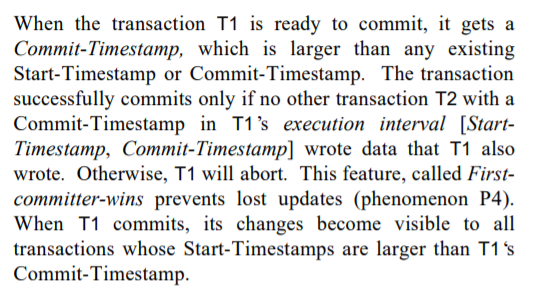 When the transaction T1 is ready to commit, it gets a
Commit-Timestamp, which is larger than any existing
Start-Timestamp or Commit-Timestamp. The transaction
successfully commits only if no other transaction T2 with a
Commit-Timestamp in T1’s execution interval [Start-
Timestamp, Commit-Timestamp] wrote data that T1 also
wrote. Otherwise, T1 will abort. This feature, called First-
committer-wins prevents lost updates (phenomenon P4).
When T1 commits, its changes become visible to all
transactions whose Start-Timestamps are larger than T1‘s
Commit-Timestamp.